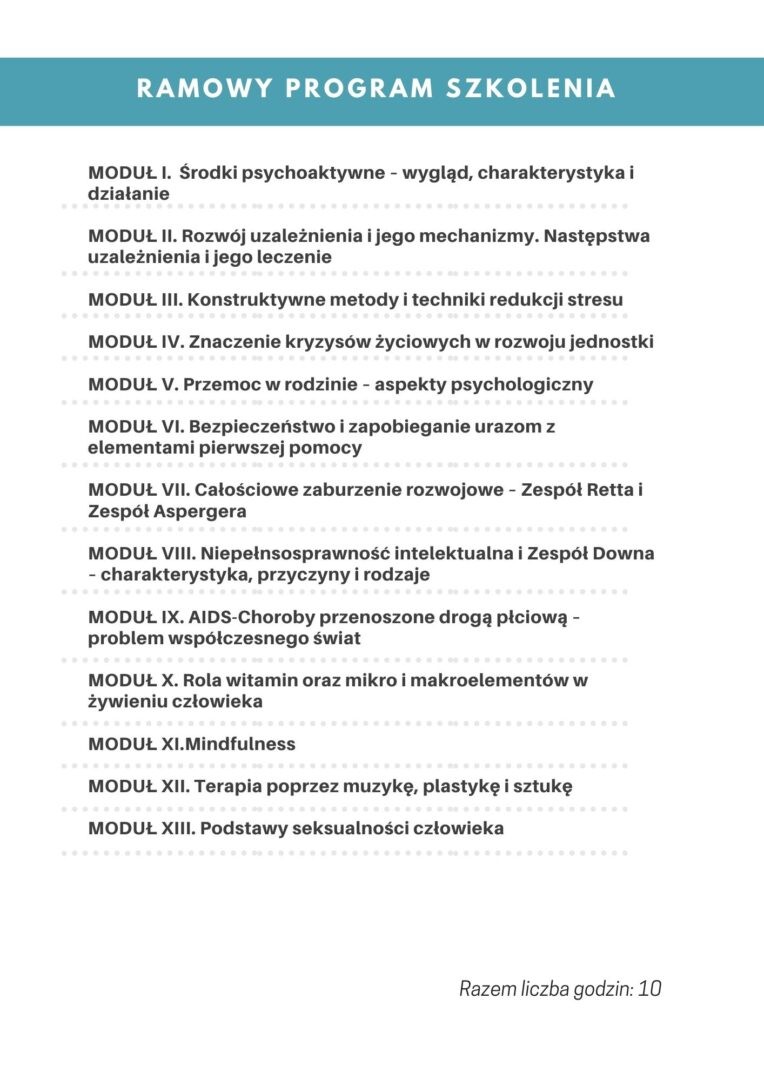 RAMOWY PROGRAM SZKOLENIA
MODUŁ I. Środki psychoaktywne – wygląd, charakterystyka i
działanie
MODUŁ II. Rozwój uzależnienia i jego mechanizmy. Następstwa
uzależnienia i jego leczenie
MODUŁ III. Konstruktywne metody i techniki redukcji stresu
MODUŁ IV. Znaczenie kryzysów życiowych w rozwoju jednostki
MODUŁ V. Przemoc w rodzinie – aspekty psychologiczny
MODUŁ VI. Bezpieczeństwo i zapobieganie urazom z
elementami pierwszej pomocy
MODUŁ VII. Całościowe zaburzenie rozwojowe – Zespół Retta i
Zespół Aspergera
MODUŁ VIII. Niepełnsosprawność intelektualna i Zespół Downa
– charakterystyka, przyczyny i rodzaje
MODUŁ IX. AIDS-Choroby przenoszone drogą płciową –
problem współczesnego świat
MODUŁ X. Rola witamin oraz mikro i makroelementów w
żywieniu człowieka
MODUŁ XI.Mindfulness
MODUŁ XII. Terapia poprzez muzykę, plastykę i sztukę
MODUŁ XIII. Podstawy seksualności człowieka
Razem liczba godzin: 10